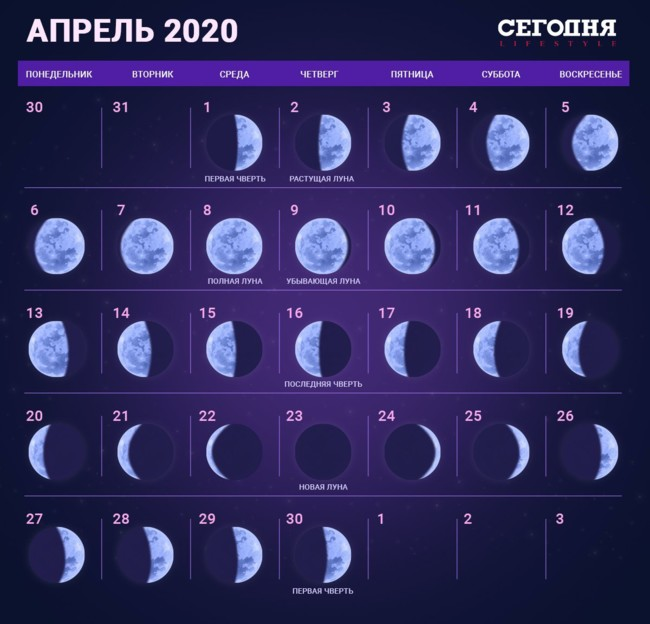 АПРЕЛЬ 2020
СЕГОДНЯ
LIFESTYLE
ПОНЕДЕЛЬНИК ВТОРНИК СРЕДА ЧЕТВЕРГ ПЯТНИЦА СУББОТА ВОСКРЕСЕНЬЕ
30 31 1 2 3 4 5
ПЕРВАЯ ЧВЕРТЬ РАСТУЩАЯ ЛУНА
6 7 8 9 10 11 12
ПОЛНАЯ ЛУНА УБЫВАЮЩАЯ ЛУНА
13 14 15 16 17 18 19
ПОСЛЕДНЯЯ ЧВЕРТЬ
20 21 22 23 24 25 26
НОВАЯ ЛУНА
27 28 29 30 1 2 3
ПЕРВАЯ ЧВЕРТЬ